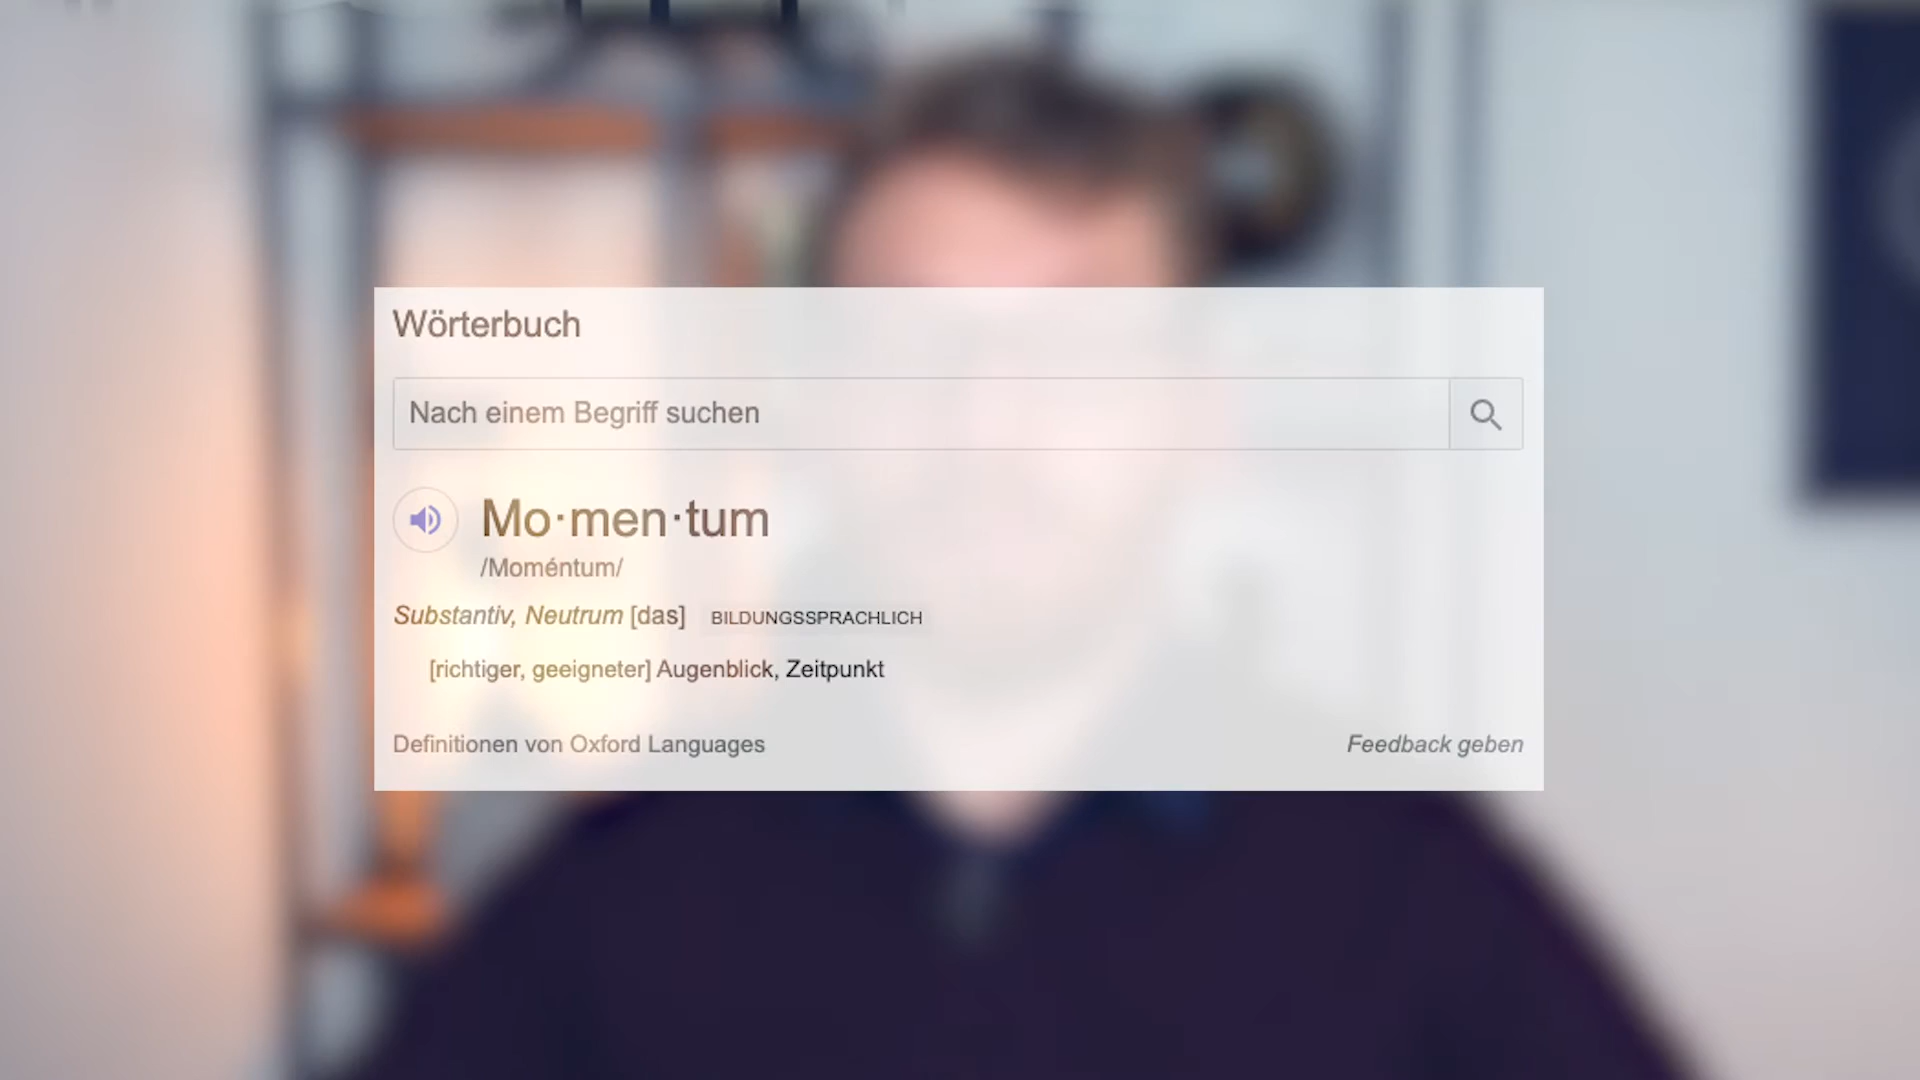 Wörterbuch
Nach einem Begriff suchen
Mo·men·tum
/Moméntum/
Substantiv, Neutrum [das] BILDUNGSSPRACHLICH
[richtiger, geeigneter] Augenblick, Zeitpunkt
Definitionen von Oxford Languages Feedback geben